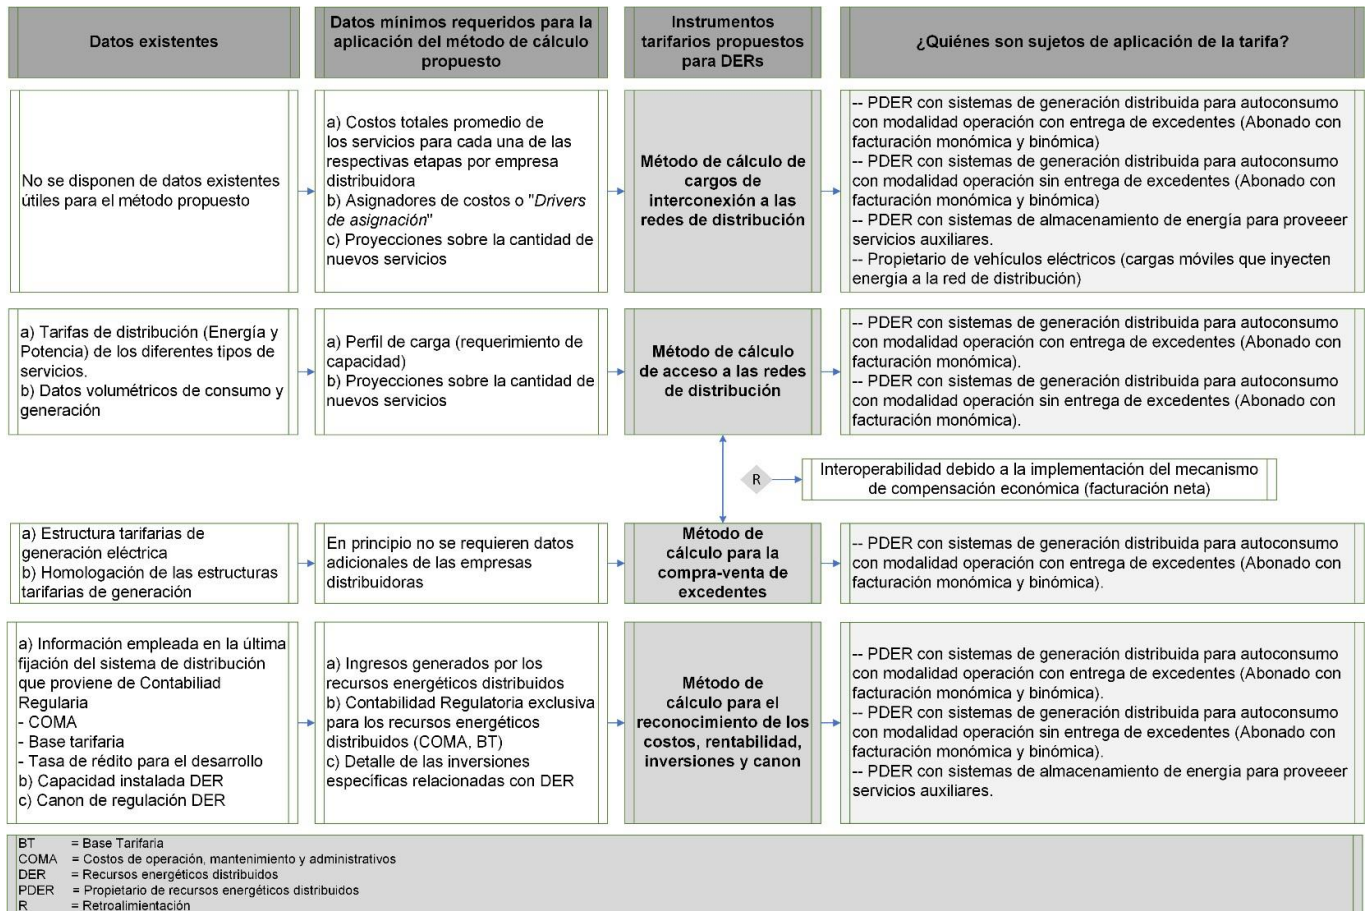 Datos existentes
Datos mínimos requeridos para la
aplicación del método de cálculo
propuesto
Instrumentos
tarifarios propuestos
para DERs
¿Quiénes son sujetos de aplicación de la tarifa?
No se disponen de datos existentes
útiles para el método propuesto
a) Costos totales promedio de
los servicios para cada una de las
respectivas etapas por empresa
distribuidora
b) Asignadores de costos o "Drivers
de asignación"
c) Proyecciones sobre la cantidad de
nuevos servicios
Método de cálculo de
cargos de
interconexión a las
redes de distribución
-- PDER con sistemas de generación distribuida para autoconsumo
con modalidad operación con entrega de excedentes (Abonado con
facturación monómica y binómica)
-- PDER con sistemas de generación distribuida para autoconsumo
con modalidad operación sin entrega de excedentes (Abonado con
facturación monómica y binómica)
-- PDER con sistemas de almacenamiento de energía para proveeer
servicios auxiliares.
-- Propietario de vehículos eléctricos (cargas móviles que inyecten
energía a la red de distribución)
a) Tarifas de distribución (Energía y
Potencia) de los diferentes tipos de
servicios.
b) Datos volumétricos de consumo y
generación
a) Perfil de carga (requerimiento de
capacidad)
b) Proyecciones sobre la cantidad de
nuevos servicios
Método de cálculo
de acceso a las redes
de distribución
-- PDER con sistemas de generación distribuida para autoconsumo
con modalidad operación con entrega de excedentes (Abonado con
facturación monómica).
-- PDER con sistemas de generación distribuida para autoconsumo
con modalidad operación sin entrega de excedentes (Abonado con
facturación monómica).
R
Interoperabilidad debido a la implementación del mecanismo
de compensación económica (facturación neta)
a) Estructura tarifarias de
generación eléctrica
b) Homologación de las estructuras
tarifarias de generación
En principio no se requieren datos
adicionales de las empresas
distribuidoras
Método de
cálculo para la
compra-venta de
excedentes
-- PDER con sistemas de generación distribuida para autoconsumo
con modalidad operación con entrega de excedentes (Abonado con
facturación monómica y binómica).
a) Información empleada en la última
fijación del sistema de distribución
que proviene de Contabiliad
Regularia
- COMA
- Base tarifaria
- Tasa de rédito para el desarrollo
b) Capacidad instalada DER
c) Canon de regulación DER
a) Ingresos generados por los
recursos energéticos distribuidos
b) Contabilidad Regulatoria exclusiva
para los recursos energéticos
distribuidos (COMA, BT)
c) Detalle de las inversiones
específicas relacionadas con DER
Método de
cálculo para el
reconocimiento de los
costos, rentabilidad,
inversiones y canon
-- PDER con sistemas de generación distribuida para autoconsumo
con modalidad operación con entrega de excedentes (Abonado con
facturación monómica y binómica).
-- PDER con sistemas de generación distribuida para autoconsumo
con modalidad operación sin entrega de excedentes (Abonado con
facturación monómica y binómica).
-- PDER con sistemas de almacenamiento de energía para proveeer
servicios auxiliares.
BT = Base Tarifaria
COMA = Costos de operación, mantenimiento y administrativos
DER = Recursos energéticos distribuidos
PDER = Propietario de recursos energéticos distribuidos
R = Retroalimentación